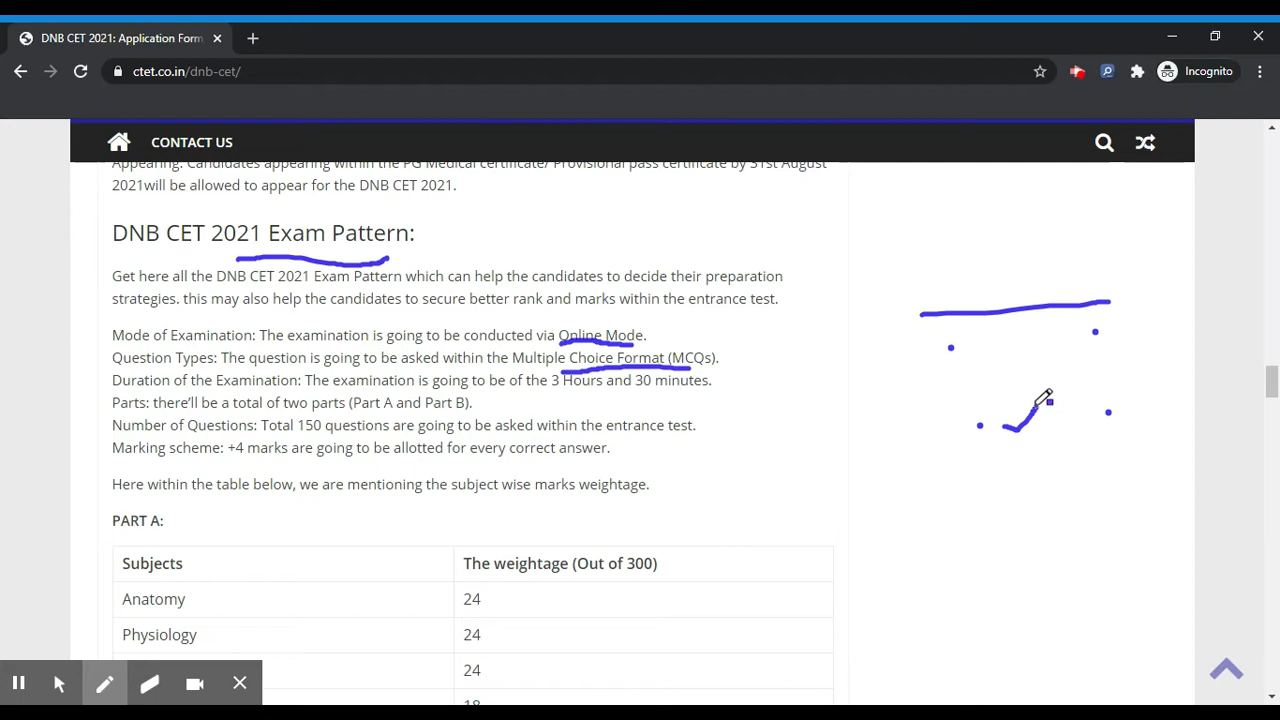 DNB CET 2021: Application Form
ctet.co.in/dnb-cet/
Incognito
CONTACT US
Appearing: Candidates appearing within the PG Medical certificate/ Provisional pass certificate by 31st August
2021will be allowed to appear for the DNB CET 2021.
DNB CET 2021 Exam Pattern:
Get here all the DNB CET 2021 Exam Pattern which can help the candidates to decide their preparation
strategies. this may also help the candidates to secure better rank and marks within the entrance test.
Mode of Examination: The examination is going to be conducted via Online Mode.
Question Types: The question is going to be asked within the Multiple Choice Format (MCQs).
Duration of the Examination: The examination is going to be of the 3 Hours and 30 minutes.
Parts: there’ll be a total of two parts (Part A and Part B).
Number of Questions: Total 150 questions are going to be asked within the entrance test.
Marking scheme: +4 marks are going to be allotted for every correct answer.
Here within the table below, we are mentioning the subject wise marks weightage.
PART A:
Subjects The weightage (Out of 300)
Anatomy 24
Physiology 24
24
18